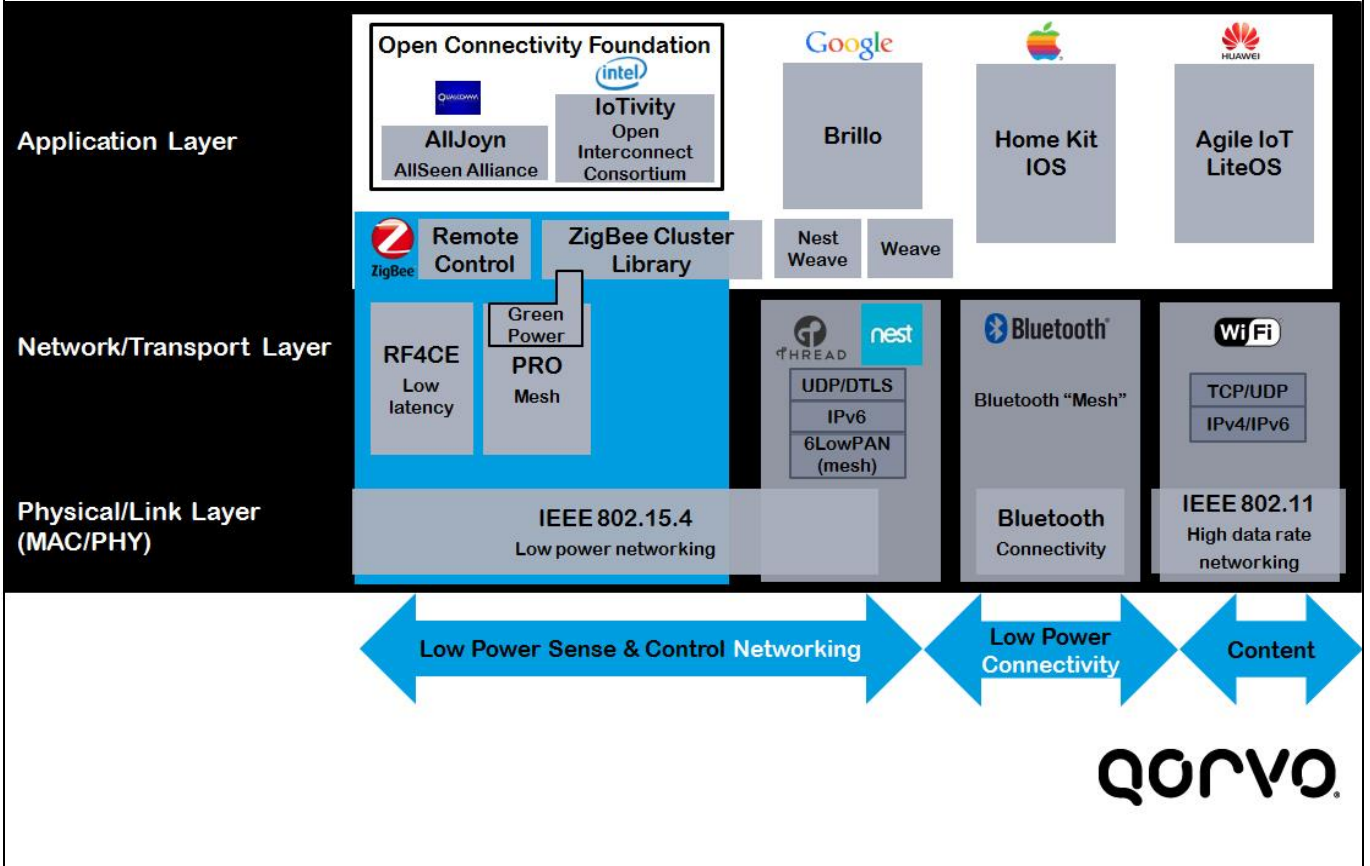 Open Connectivity Foundation
Google
HUAWEI
intel
QUALCOMM
Application Layer
AllJoyn
AllSeen Alliance
IoTivity
Open
Interconnect
Consortium
Brillo
Home Kit
IOS
Agile IoT
LiteOS
ZigBee
Remote
Control
ZigBee Cluster
Library
Nest
Weave
Weave
Network/Transport Layer
RF4CE
Low
latency
Green
Power
PRO
Mesh
THREAD
nest
UDP/DTLS
IPv6
6LowPAN
(mesh)
Bluetooth
Bluetooth “Mesh”
Wi Fi
TCP/UDP
IPv4/IPv6
Physical/Link Layer
(MAC/PHY)
IEEE 802.15.4
Low power networking
Bluetooth
Connectivity
IEEE 802.11
High data rate
networking
Low Power Sense & Control Networking
Low Power
Connectivity
Content
QORVO